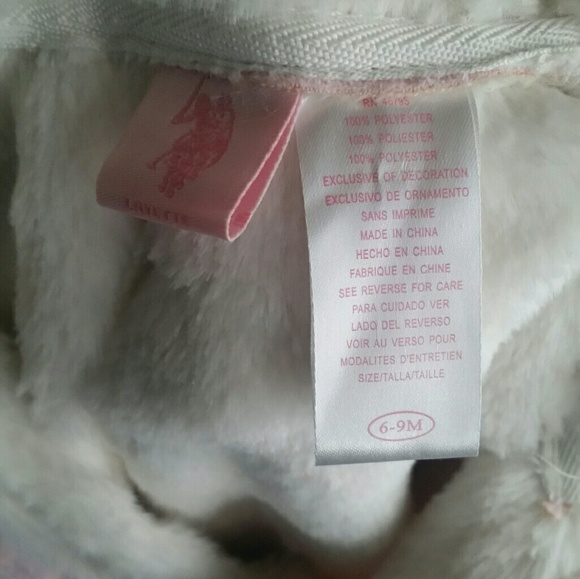 100% POLYESTER
100% POLYESTER
100% POLYESTER
EXCLUSIVE OF DECORATION
EXCLUSIVO DE ORNAMENTO
SANS IMPRIME
MADE IN CHINA
HECHO EN CHINA
FABRIQUE EN CHINE
SEE REVERSE FOR CARE
PARA CUIDADO VER
LADO DEL REVERSO
VOIR AU VERSO POUR
MODALITES D'ENTRETIEN
SIZE/TALLA/TAILLE
6-9M